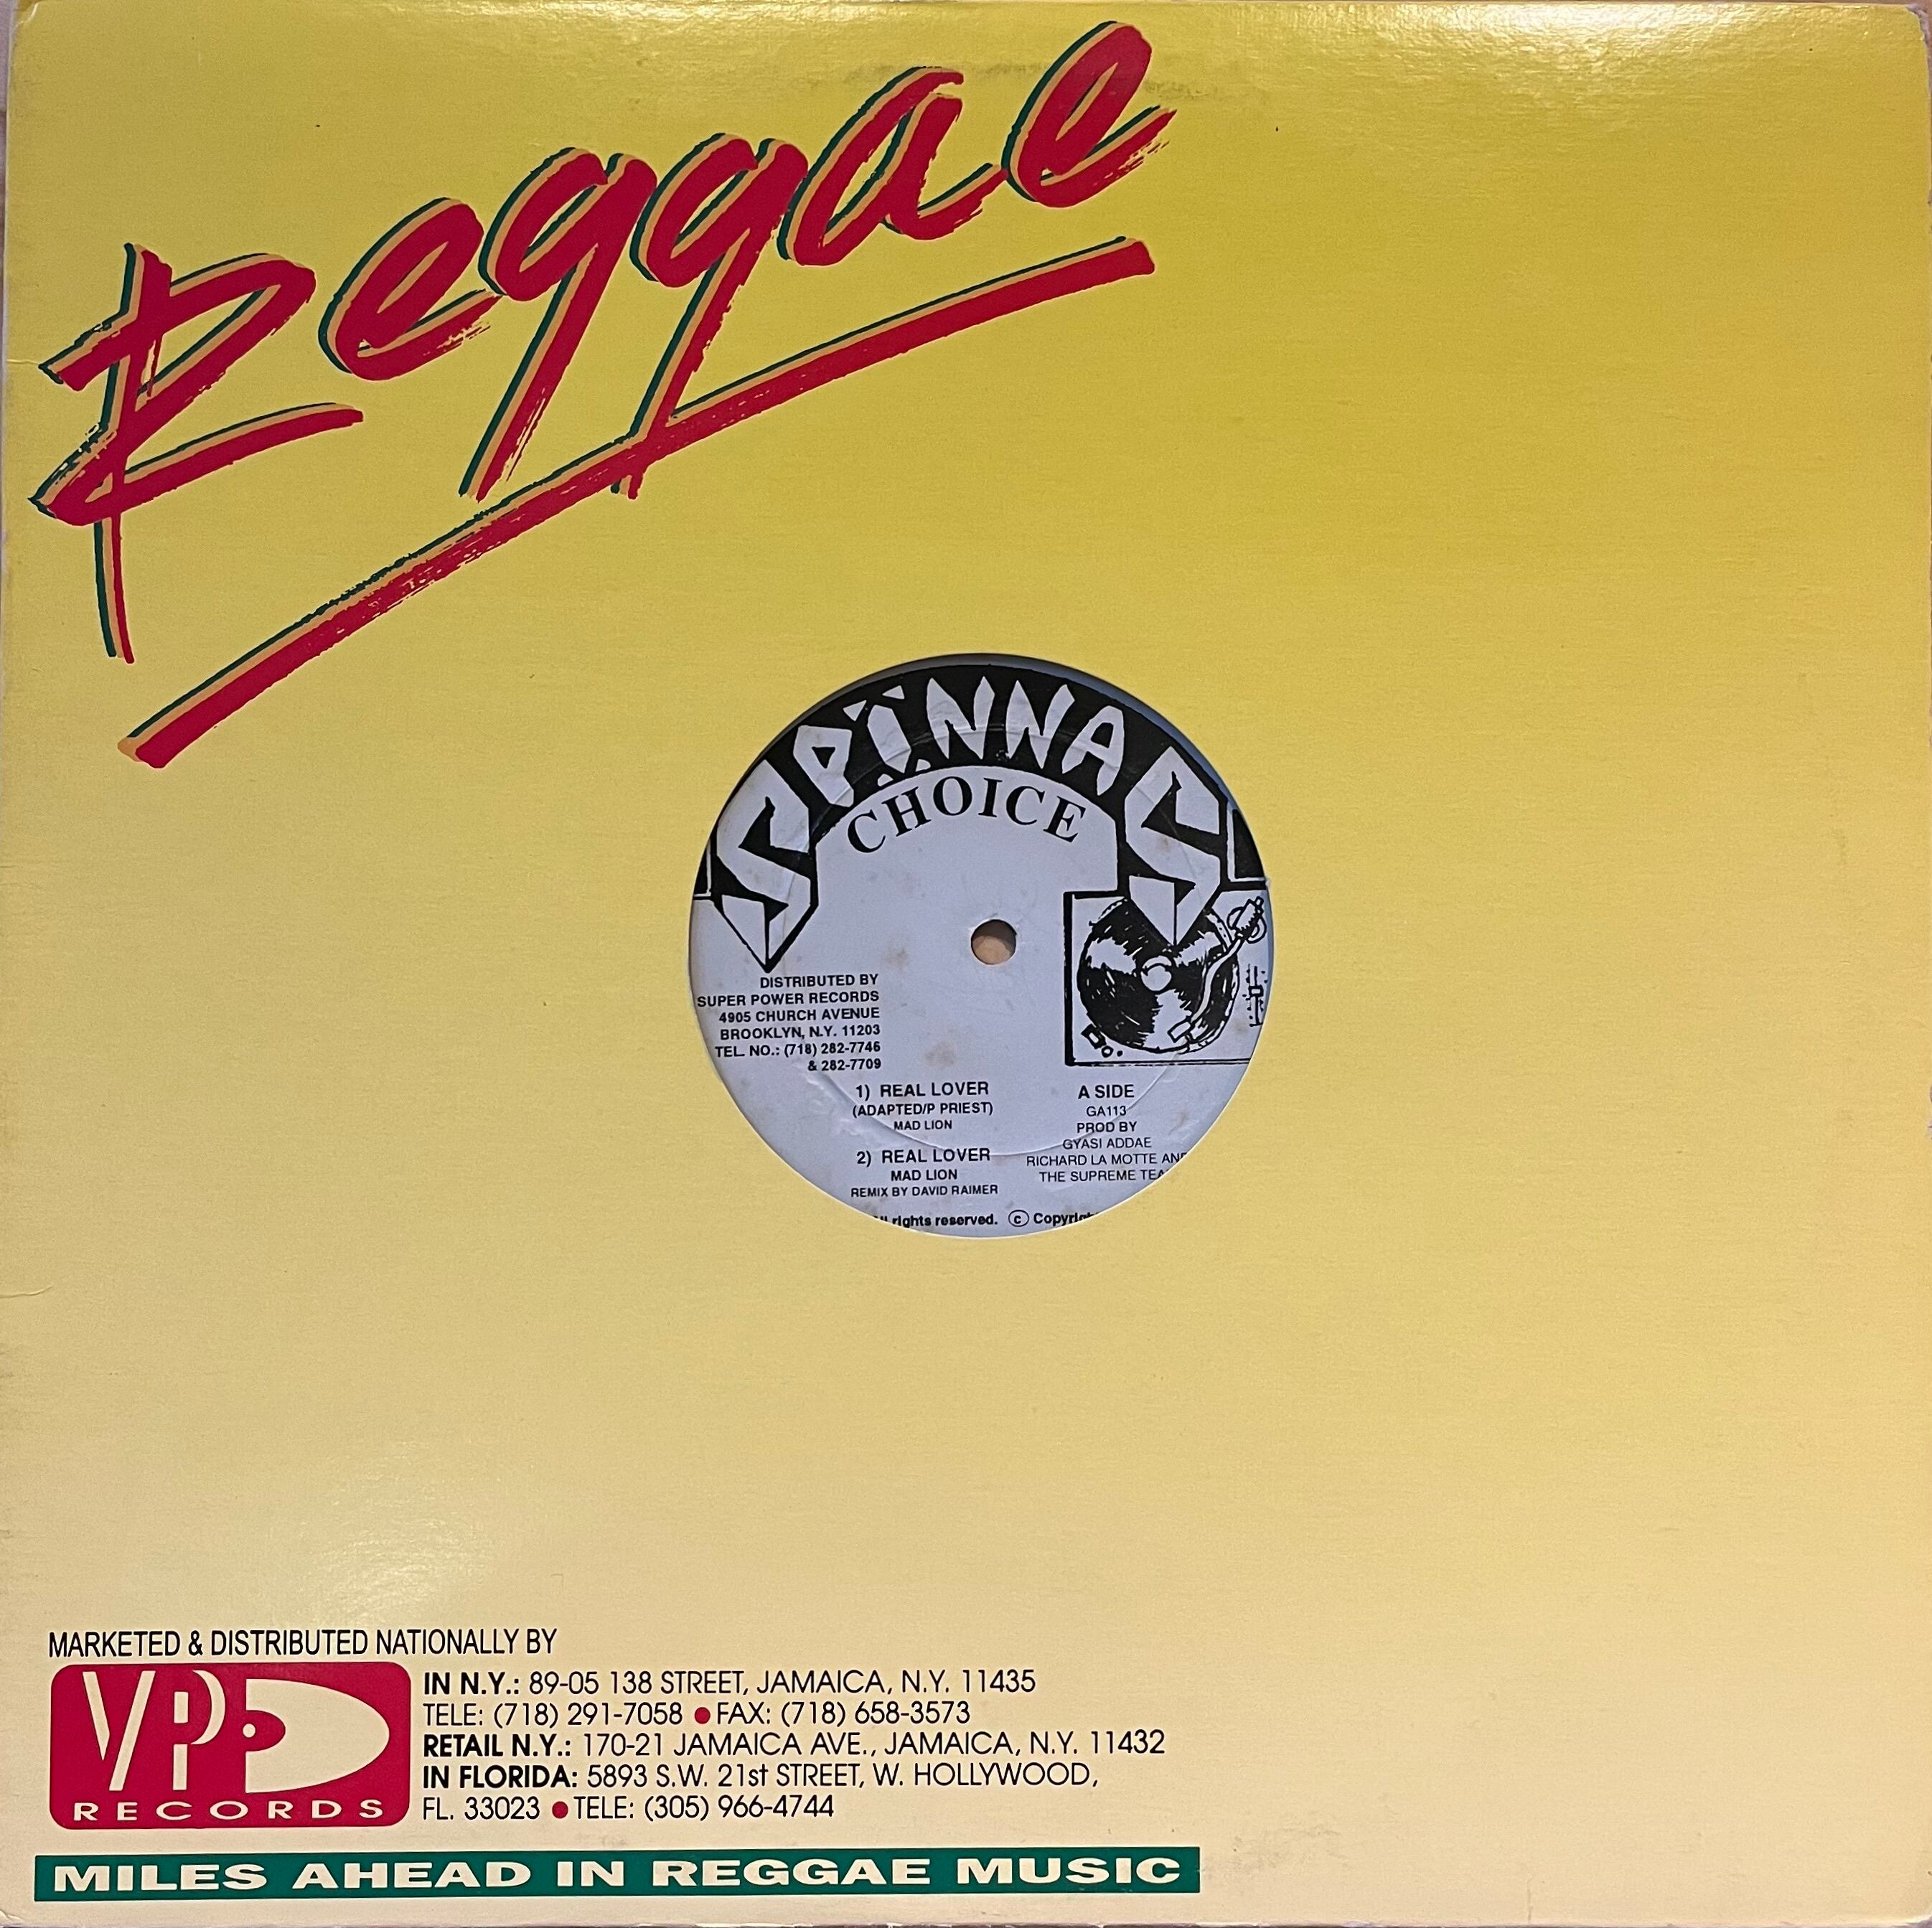 Reggae
SPINNAS
CHOICE
DISTRIBUTED BY
SUPER POWER RECORDS
4905 CHURCH AVENUE
BROOKLYN, N.Y. 11203
TEL. NO.: (718) 282-7746
& 282-7709
1) REAL LOVER
(ADAPTED/P PRIEST)
MAD LION
2) REAL LOVER
MAD LION
REMIX BY DAVID RAIMER
A SIDE
GA113
PROD BY
GYASI ADDAE
RICHARD LA MOTTE AND
THE SUPREME TEA
rights reserved. © Copyrigh
MARKETED & DISTRIBUTED NATIONALLY BY
VP
RECORDS
IN N.Y.: 89-05 138 STREET, JAMAICA, N.Y. 11435
TELE: (718) 291-7058 ● FAX: (718) 658-3573
RETAIL N.Y.: 170-21 JAMAICA AVE., JAMAICA, N.Y. 11432
IN FLORIDA: 5893 S.W. 21st STREET, W. HOLLYWOOD,
FL. 33023 ● TELE: (305) 966-4744
MILES AHEAD IN REGGAE MUSIC